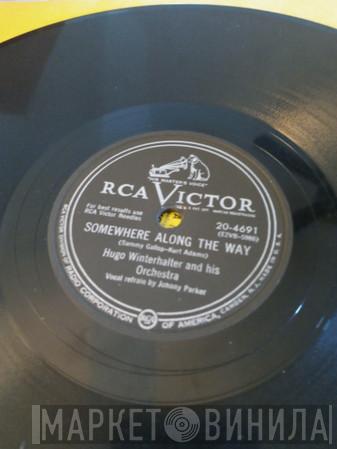 "HIS MASTER'S VOICE"
RCA VICTOR
For best results use
RCA Victor Needles
20-4691
(E2VB-5986)
SOMEWHERE ALONG THE WAY
(Sammy Gallop-Kurt Adams)
Hugo Winterhalter and his
Orchestra
Vocal refrain by Johnny Parker
RADIO CORPORATION OF AMERICA, CAMDEN, N.J.
RCA
МАРКЕТ ВИНИЛА